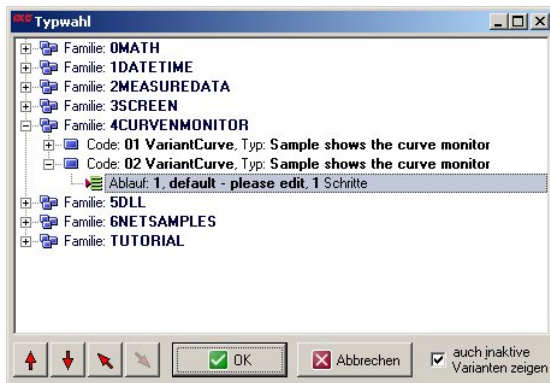 Typwahl
Familie: 0MATH
Familie: 1DATETIME
Familie: 2MEASUREDATA
Familie: 3SCREEN
Familie: 4CURVENMONITOR
Code: 01 VariantCurve, Typ: Sample shows the curve monitor
Code: 02 VariantCurve, Typ: Sample shows the curve monitor
Ablauf: 1, default - please edit, 1 Schritte
Familie: 5DLL
Familie: 6NETSAMPLES
Familie: TUTORIAL
OK
Abbrechen
auch inaktive
Varianten zeigen